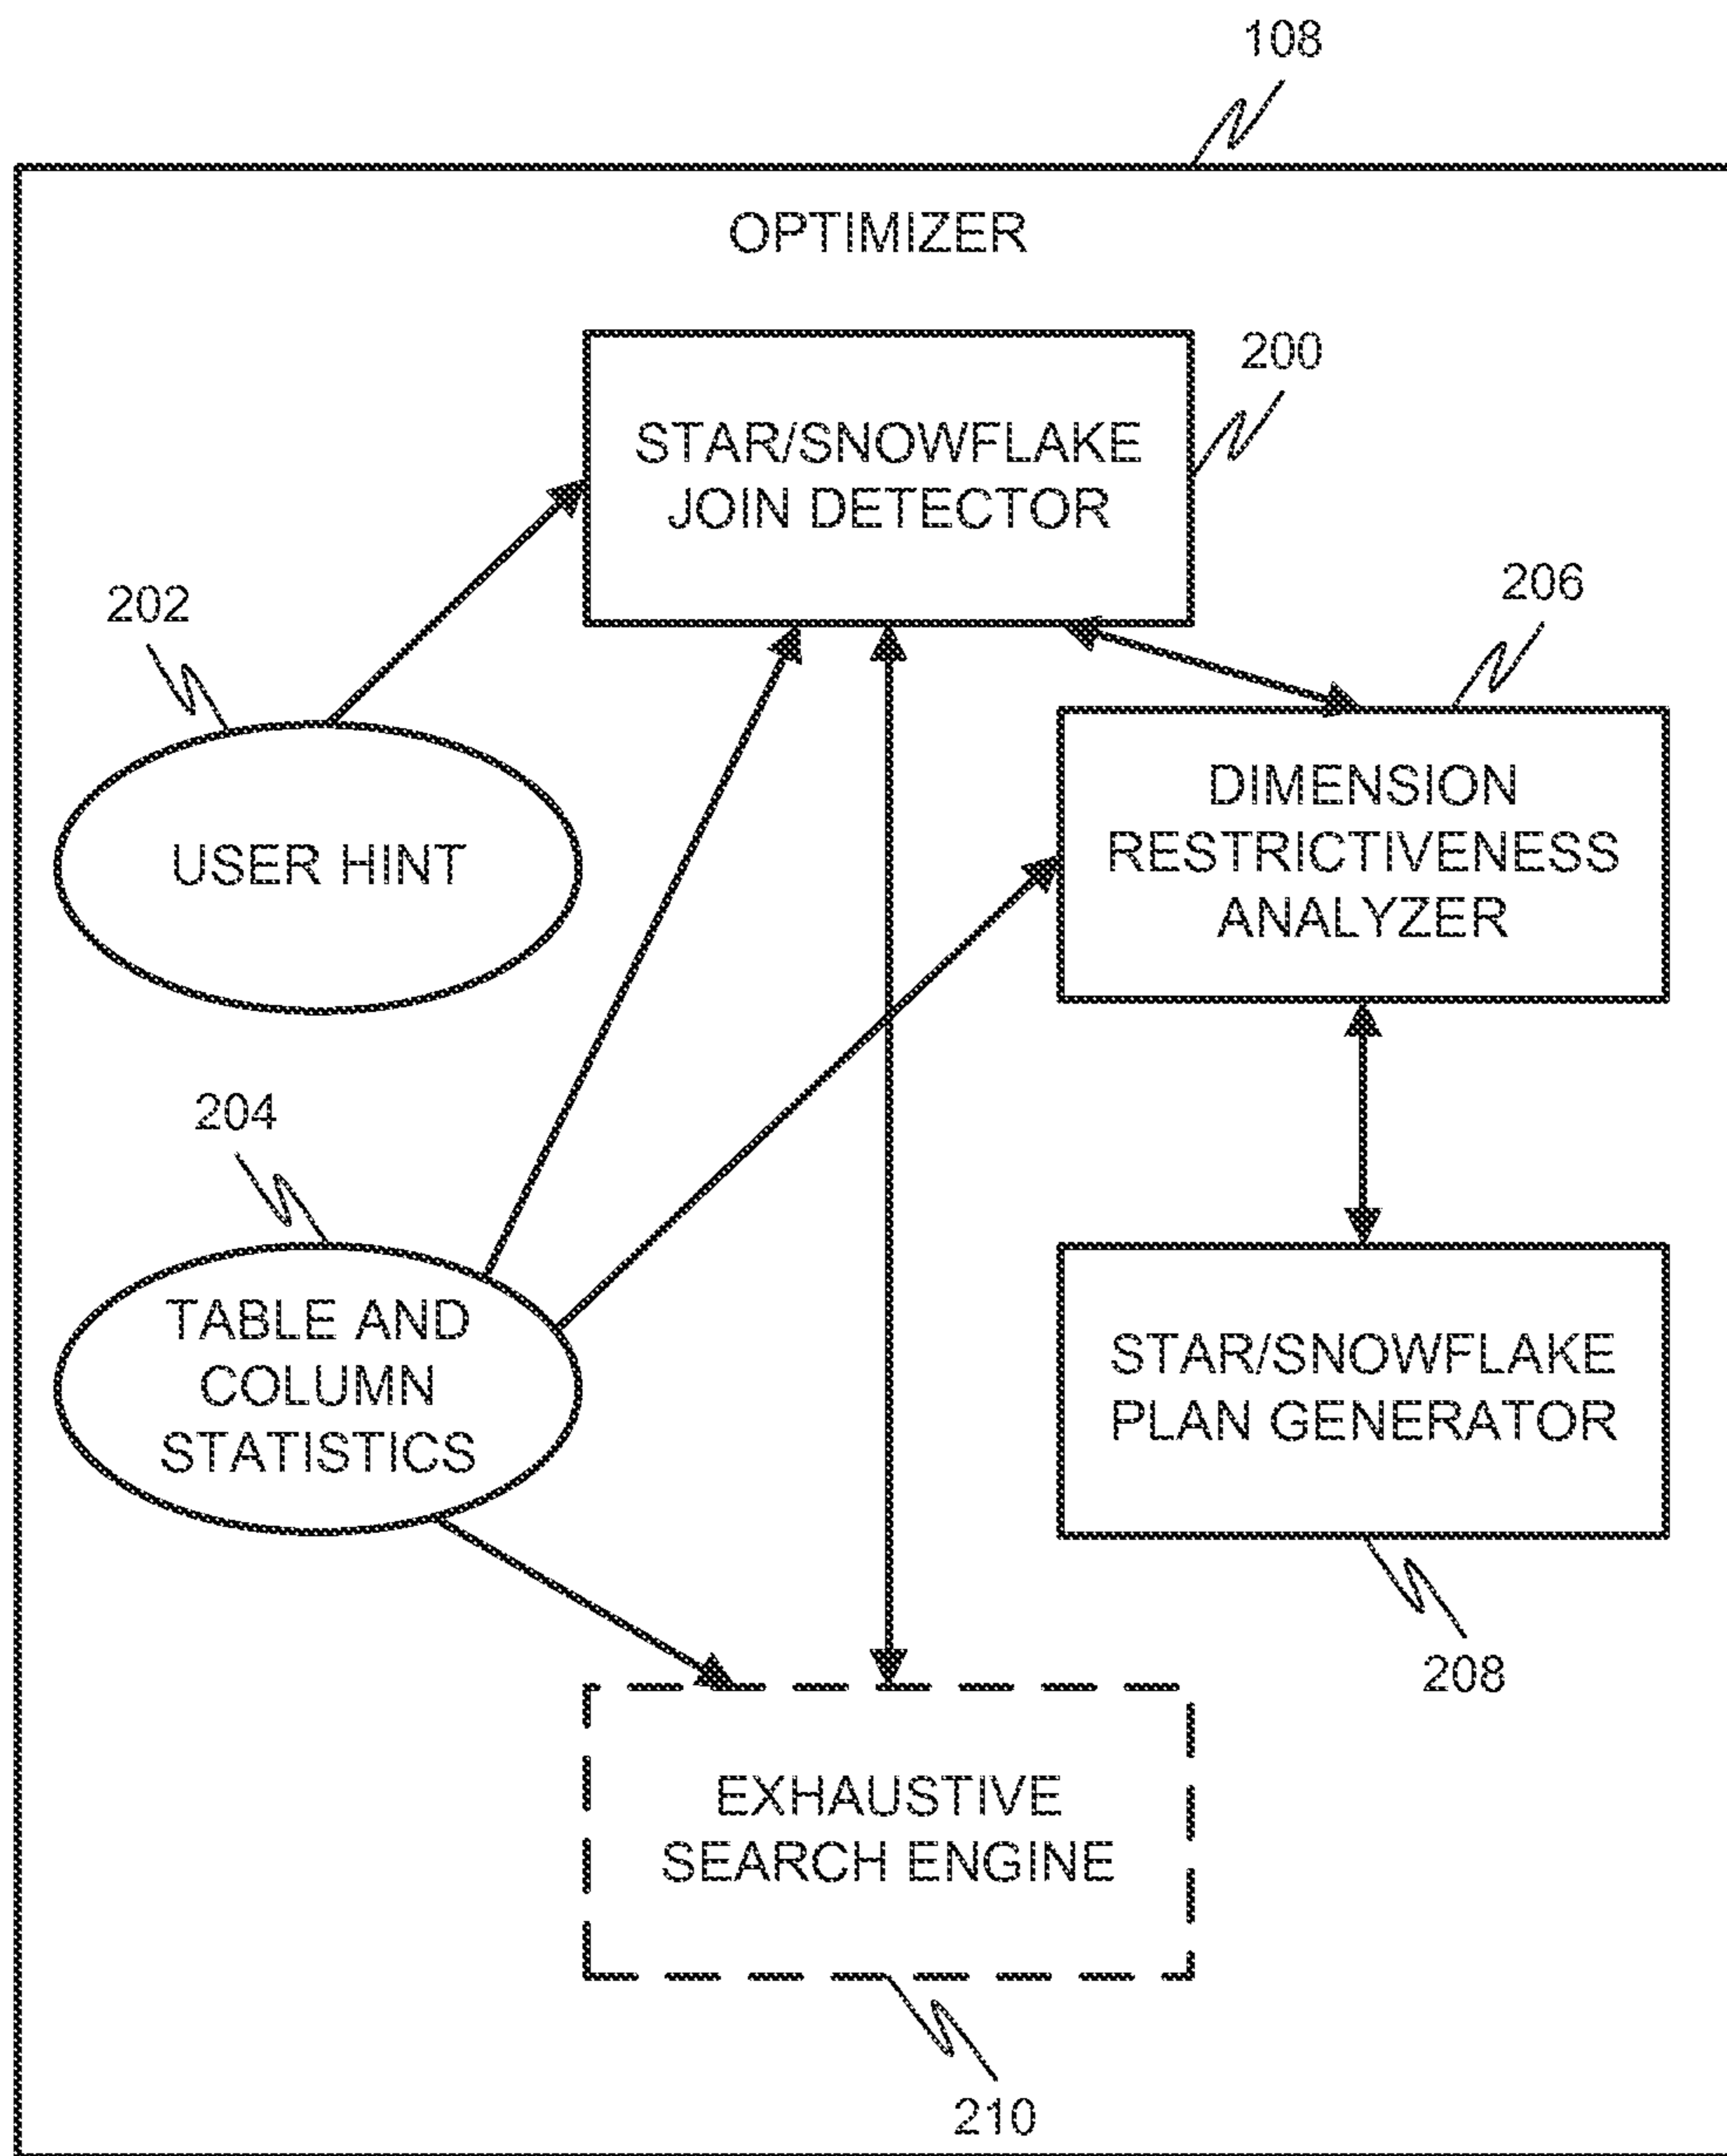 108
OPTIMIZER
200
STAR/SNOWFLAKE
JOIN DETECTOR
202
206
USER HINT
DIMENSION
RESTRICTIVENESS
ANALYZER
204
TABLE AND
COLUMN
STATISTICS
STAR/SNOWFLAKE
PLAN GENERATOR
208
EXHAUSTIVE
SEARCH ENGINE
210